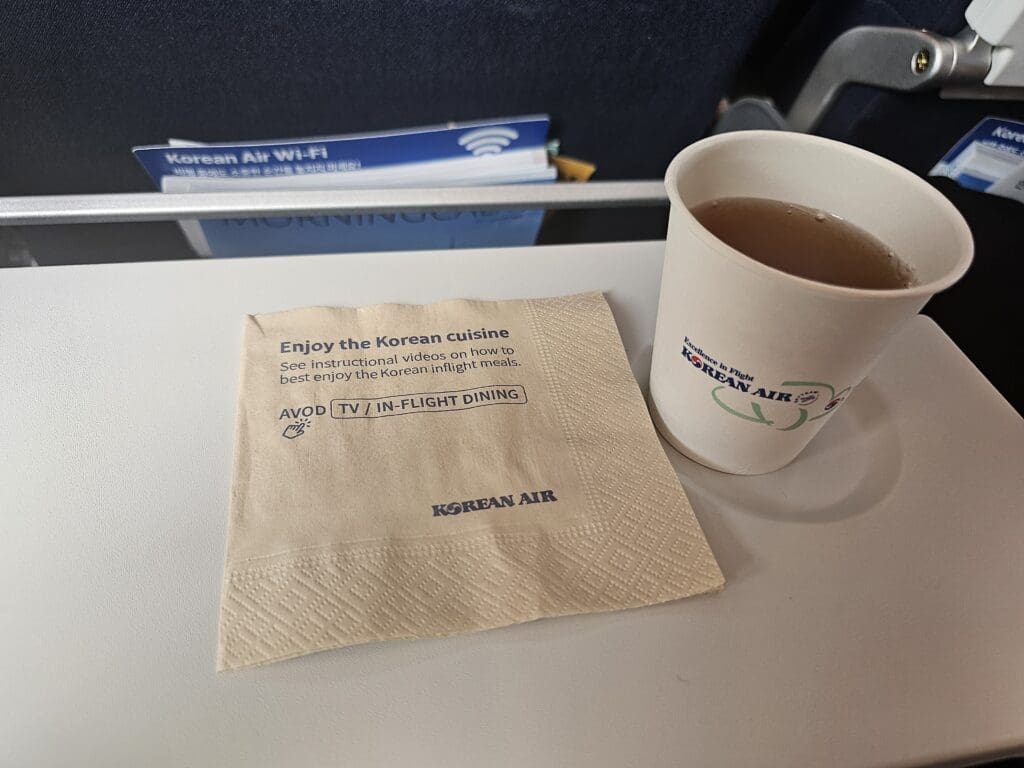 Korean Air Wi-Fi
MORNINGCALM
Enjoy the Korean cuisine
See instructional videos on how to
best enjoy the Korean inflight meals.
AVOD TV / IN-FLIGHT DINING
KOREAN AIR
Excellence in Flight
KOREAN AIR